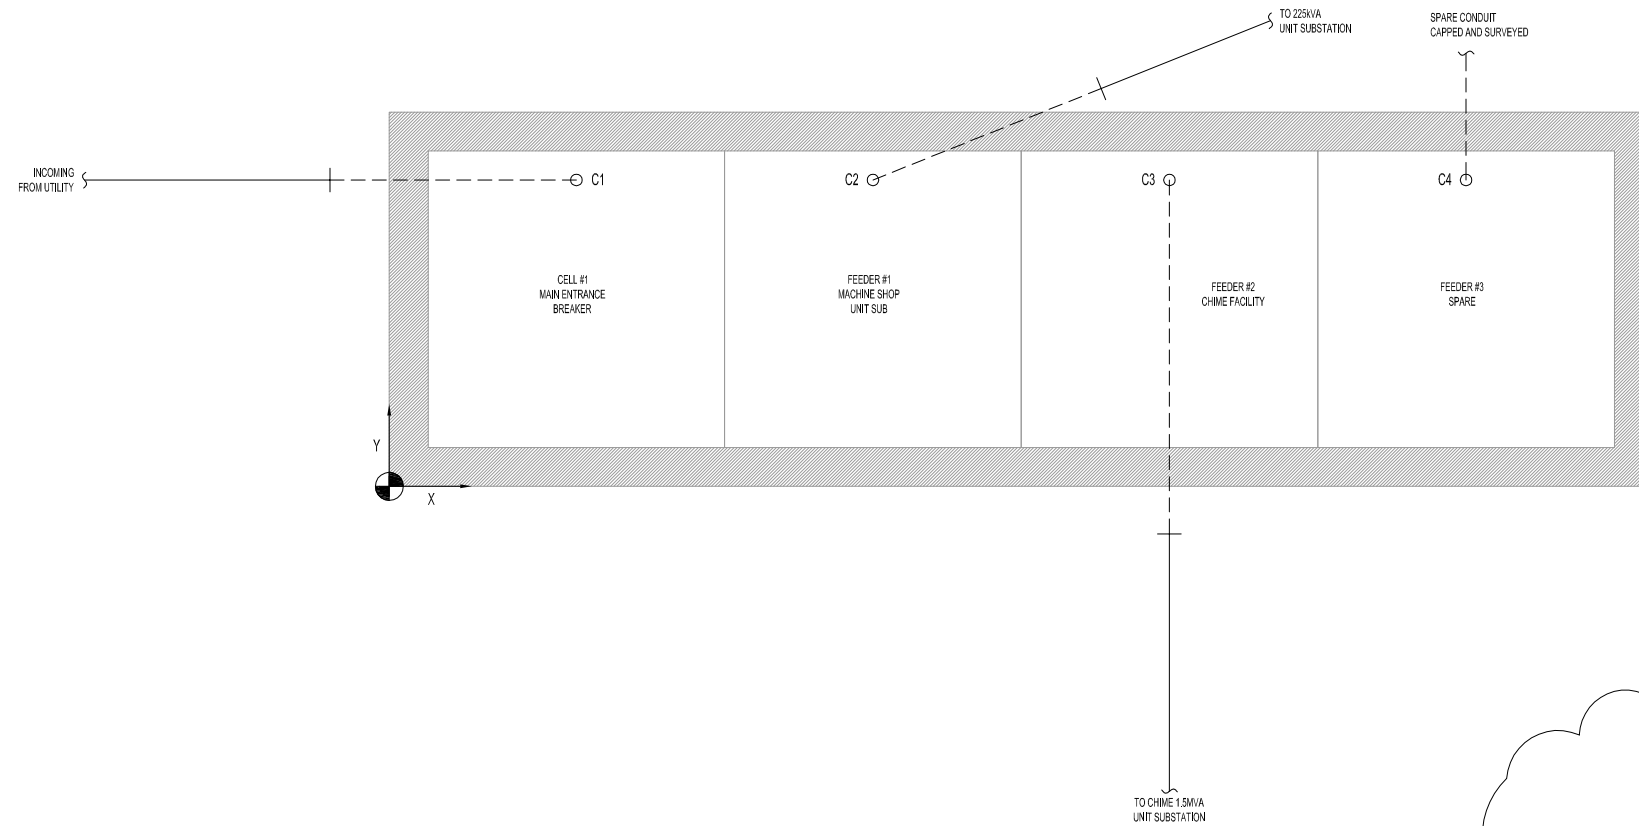 TO 225kVA
UNIT SUBSTATION
SPARE CONDUIT
CAPPED AND SURVEYED
INCOMING
FROM UTILITY
C1
C2
C3
C4
CELL #1
MAIN ENTRANCE
BREAKER
FEEDER #1
MACHINE SHOP
UNIT SUB
FEEDER #2
CHIME FACILITY
FEEDER #3
SPARE
Y
X
TO CHIME 1.5MVA
UNIT SUBSTATION